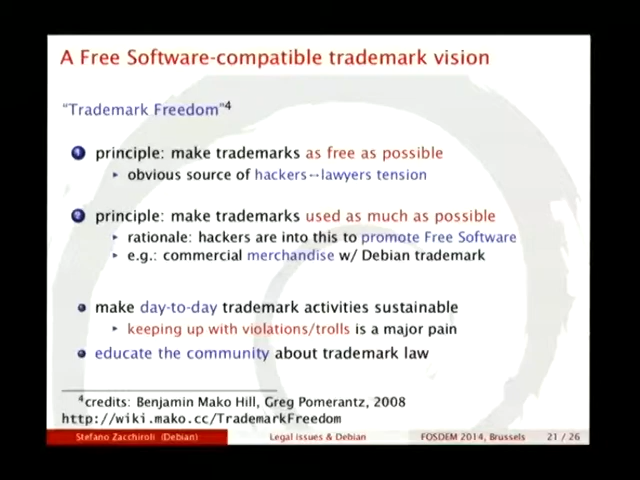 A Free Software-compatible trademark vision
“Trademark Freedom”4
1 principle: make trademarks as free as possible
▸ obvious source of hackers↔lawyers tension
2 principle: make trademarks used as much as possible
▸ rationale: hackers are into this to promote Free Software
▸ e.g.: commercial merchandise w/ Debian trademark
● make day-to-day trademark activities sustainable
▸ keeping up with violations/trolls is a major pain
● educate the community about trademark law
4credits: Benjamin Mako Hill, Greg Pomerantz, 2008
http://wiki.mako.cc/TrademarkFreedom
Stefano Zacchiroli (Debian) Legal issues & Debian FOSDEM 2014, Brussels 21 / 26